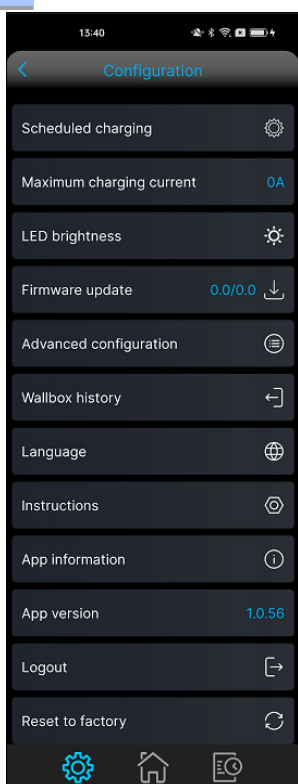 13:40
Configuration
Scheduled charging
Maximum charging current 0A
LED brightness
Firmware update 0.0/0.0
Advanced configuration
Wallbox history
Language
Instructions
App information
App version 1.0.56
Logout
Reset to factory